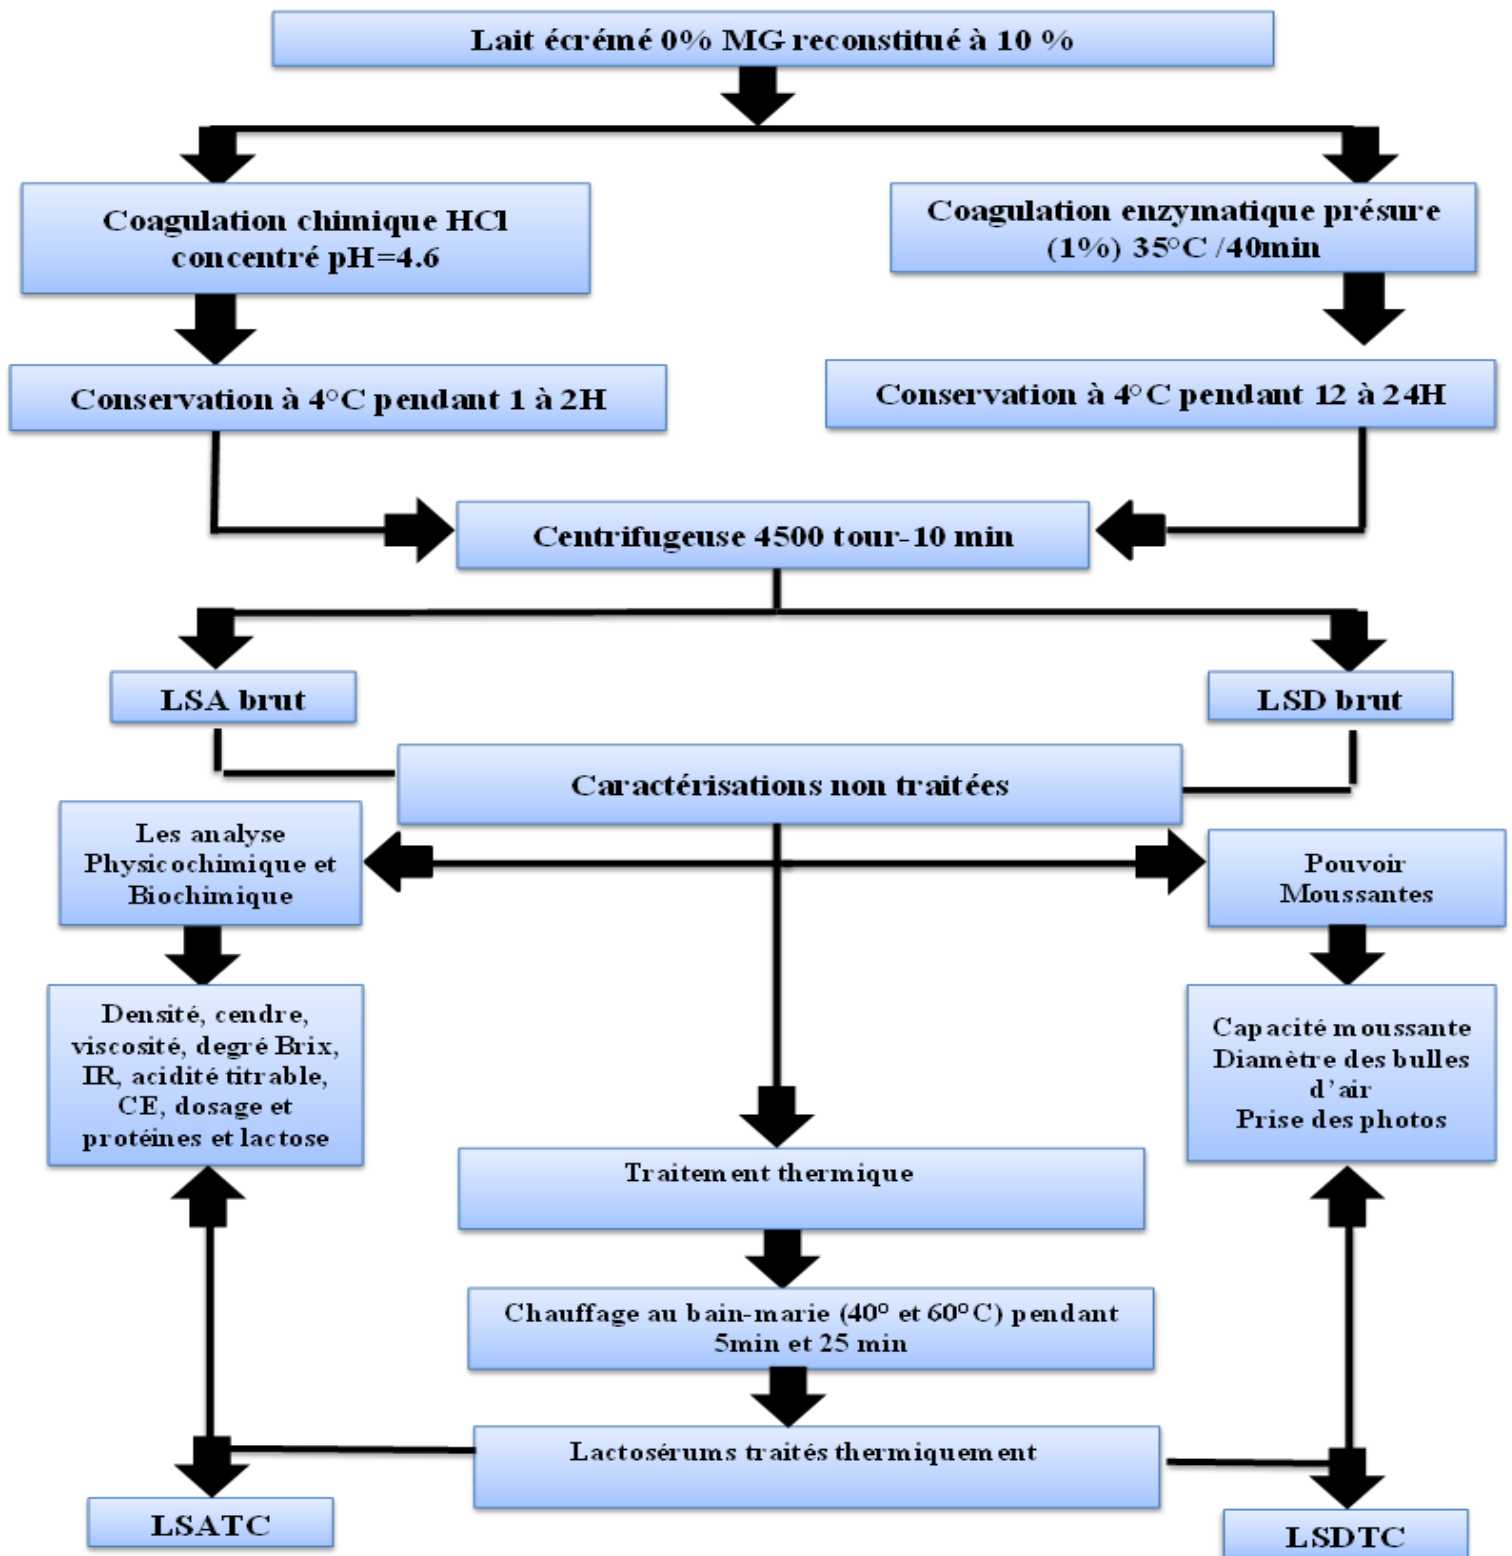 Lait écrémé 0% MG reconstitué à 10 %
Coagulation chimique HCl
concentré pH=4.6
Coagulation enzymatique présure
(1%) 35°C /40min
Conservation à 4°C pendant 1 à 2H
Conservation à 4°C pendant 12 à 24H
Centrifugeuse 4500 tour-10 min
LSA brut
LSD brut
Caractérisations non traitées
Les analyse
Physicochimique et
Biochimique
Pouvoir
Moussantes
Densité, cendre,
viscosité, degré Brix,
IR, acidité titrable,
CE, dosage et
protéines et lactose
Capacité moussante
Diamètre des bulles
d’air
Prise des photos
Traitement thermique
Chauffage au bain-marie (40° et 60°C) pendant
5min et 25 min
Lactosérums traités thermiquement
LSATC
LSDTC